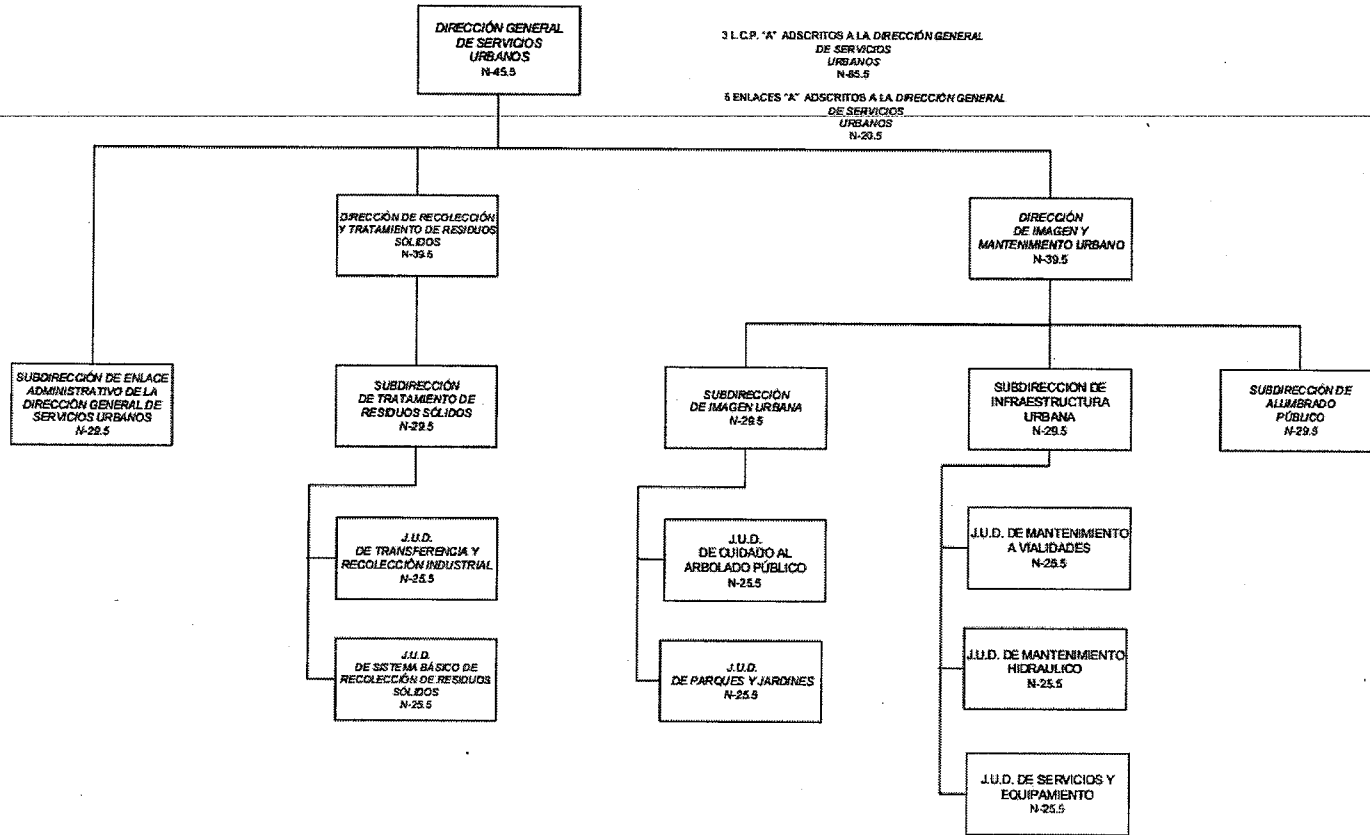 DIRECCIÓN GENERAL
DE SERVICIOS
URBANOS
N-45.5
3 L.C.P. "A" ADSCRITOS A LA DIRECCIÓN GENERAL
DE SERVICIOS
URBANOS
N-85.5
6 ENLACES "A" ADSCRITOS A LA DIRECCIÓN GENERAL
DE SERVICIOS
URBANOS
N-20.5
DIRECCIÓN DE RECOLECCIÓN
Y TRATAMIENTO DE RESIDUOS
SÓLIDOS
N-39.5
DIRECCIÓN
DE IMAGEN Y
MANTENIMIENTO URBANO
N-39.5
SUBDIRECCIÓN DE ENLACE
ADMINISTRATIVO DE LA
DIRECCIÓN GENERAL DE
SERVICIOS URBANOS
N-29.5
SUBDIRECCIÓN
DE TRATAMIENTO DE
RESIDUOS SÓLIDOS
N-29.5
SUBDIRECCIÓN
DE IMAGEN URBANA
N-29.5
SUBDIRECCION DE
INFRAESTRUCTURA
URBANA
N-29.5
SUBDIRECCIÓN DE
ALUMBRADO
PÚBLICO
N-29.5
J.U.D.
DE TRANSFERENCIA Y
RECOLECCIÓN INDUSTRIAL
N-25.5
J.U.D.
DE SISTEMA BÁSICO DE
RECOLECCIÓN DE RESIDUOS
SÓLIDOS
N-25.5
J.U.D.
DE CUIDADO AL
ARBOLADO PÚBLICO
N-25.5
J.U.D.
DE PARQUES Y JARDINES
N-25.5
J.U.D. DE MANTENIMIENTO
A VIALIDADES
N-25.5
J.U.D. DE MANTENIMIENTO
HIDRAULICO
N-25.5
J.U.D. DE SERVICIOS Y
EQUIPAMIENTO
N-25.5